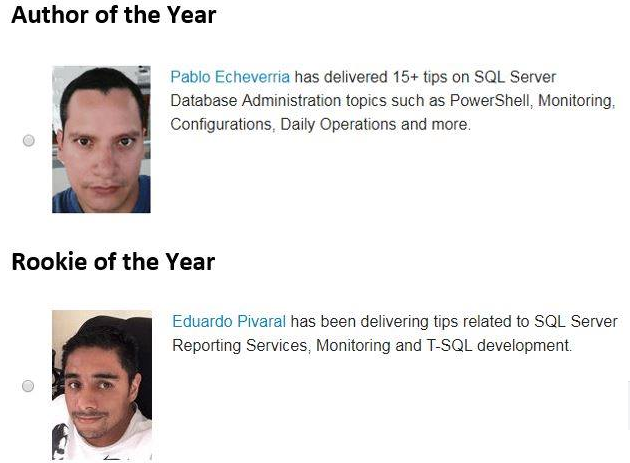 Author of the Year
Pablo Echeverria has delivered 15+ tips on SQL Server
Database Administration topics such as PowerShell, Monitoring,
Configurations, Daily Operations and more.
Rookie of the Year
Eduardo Pivaral has been delivering tips related to SQL Server
Reporting Services, Monitoring and T-SQL development.